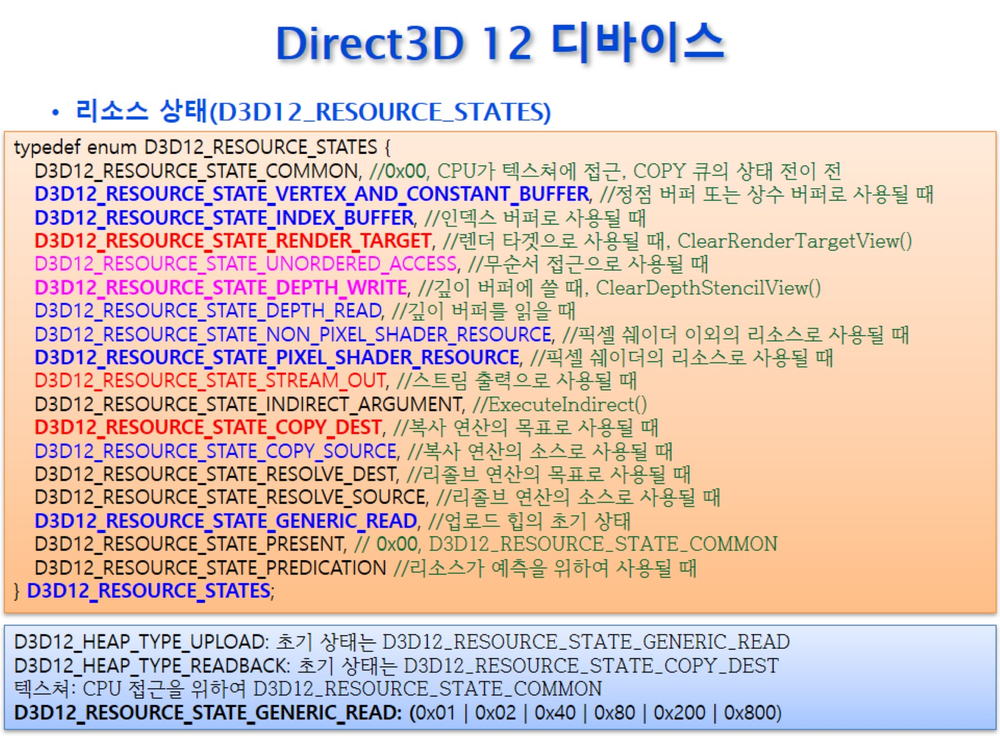 Direct3D 12 디바이스
• 리소스 상태(D3D12_RESOURCE_STATES)
typedef enum D3D12_RESOURCE_STATES {
D3D12_RESOURCE_STATE_COMMON, //0x00, CPU가 텍스쳐에 접근, COPY 큐의 상태 전이 전
D3D12_RESOURCE_STATE_VERTEX_AND_CONSTANT_BUFFER, //정점 버퍼 또는 상수 버퍼로 사용될 때
D3D12_RESOURCE_STATE_INDEX_BUFFER, //인덱스 버퍼로 사용될 때
D3D12_RESOURCE_STATE_RENDER_TARGET, //렌더 타겟으로 사용될 때, ClearRenderTargetView()
D3D12_RESOURCE_STATE_UNORDERED_ACCESS, //무순서 접근으로 사용될 때
D3D12_RESOURCE_STATE_DEPTH_WRITE, //깊이 버퍼에 쓸 때, ClearDepthStencilView()
D3D12_RESOURCE_STATE_DEPTH_READ, //깊이 버퍼를 읽을 때
D3D12_RESOURCE_STATE_NON_PIXEL_SHADER_RESOURCE, //픽셀 쉐이더 이외의 리소스로 사용될 때
D3D12_RESOURCE_STATE_PIXEL_SHADER_RESOURCE, //픽셀 쉐이더의 리소스로 사용될 때
D3D12_RESOURCE_STATE_STREAM_OUT, //스트림 출력으로 사용될 때
D3D12_RESOURCE_STATE_INDIRECT_ARGUMENT, //ExecuteIndirect()
D3D12_RESOURCE_STATE_COPY_DEST, //복사 연산의 목표로 사용될 때
D3D12_RESOURCE_STATE_COPY_SOURCE, //복사 연산의 소스로 사용될 때
D3D12_RESOURCE_STATE_RESOLVE_DEST, //리졸브 연산의 목표로 사용될 때
D3D12_RESOURCE_STATE_RESOLVE_SOURCE, //리졸브 연산의 소스로 사용될 때
D3D12_RESOURCE_STATE_GENERIC_READ, //업로드 힙의 초기 상태
D3D12_RESOURCE_STATE_PRESENT, // 0x00, D3D12_RESOURCE_STATE_COMMON
D3D12_RESOURCE_STATE_PREDICATION //리소스가 예측을 위하여 사용될 때
} D3D12_RESOURCE_STATES;
D3D12_HEAP_TYPE_UPLOAD: 초기 상태는 D3D12_RESOURCE_STATE_GENERIC_READ
D3D12_HEAP_TYPE_READBACK: 초기 상태는 D3D12_RESOURCE_STATE_COPY_DEST
텍스쳐: CPU 접근을 위하여 D3D12_RESOURCE_STATE_COMMON
D3D12_RESOURCE_STATE_GENERIC_READ: (0x01 | 0x02 | 0x40 | 0x80 | 0x200 | 0x800)